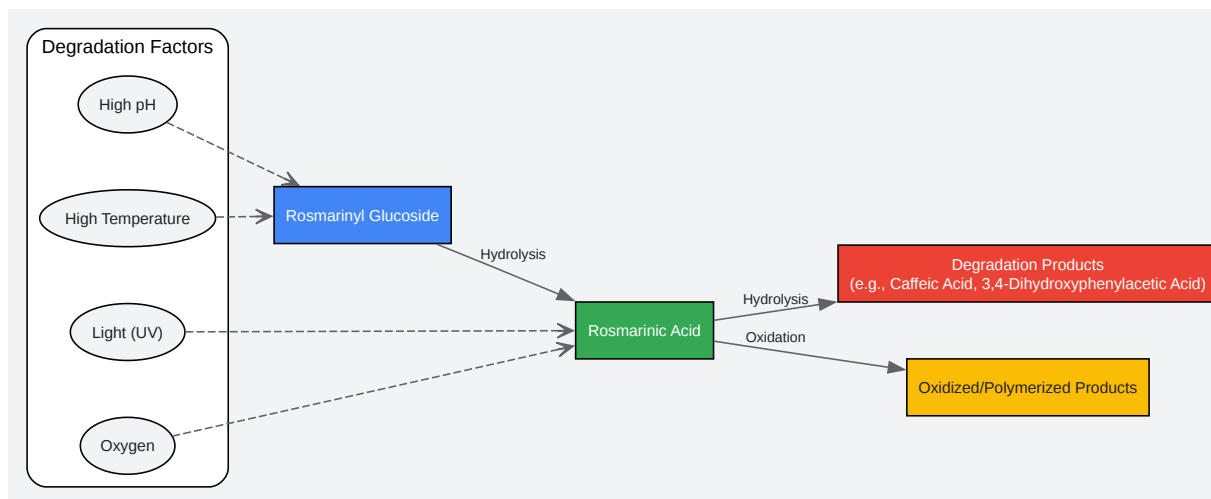 Degradation Factors
High pH
High Temperature
Light (UV)
Oxygen
Rosmarinyl Glucoside
Hydrolysis
Rosmarinic Acid
Hydrolysis
Oxidation
Degradation Products
(e.g., Caffeic Acid, 3,4-Dihydroxyphenylacetic Acid)
Oxidized/Polymerized Products